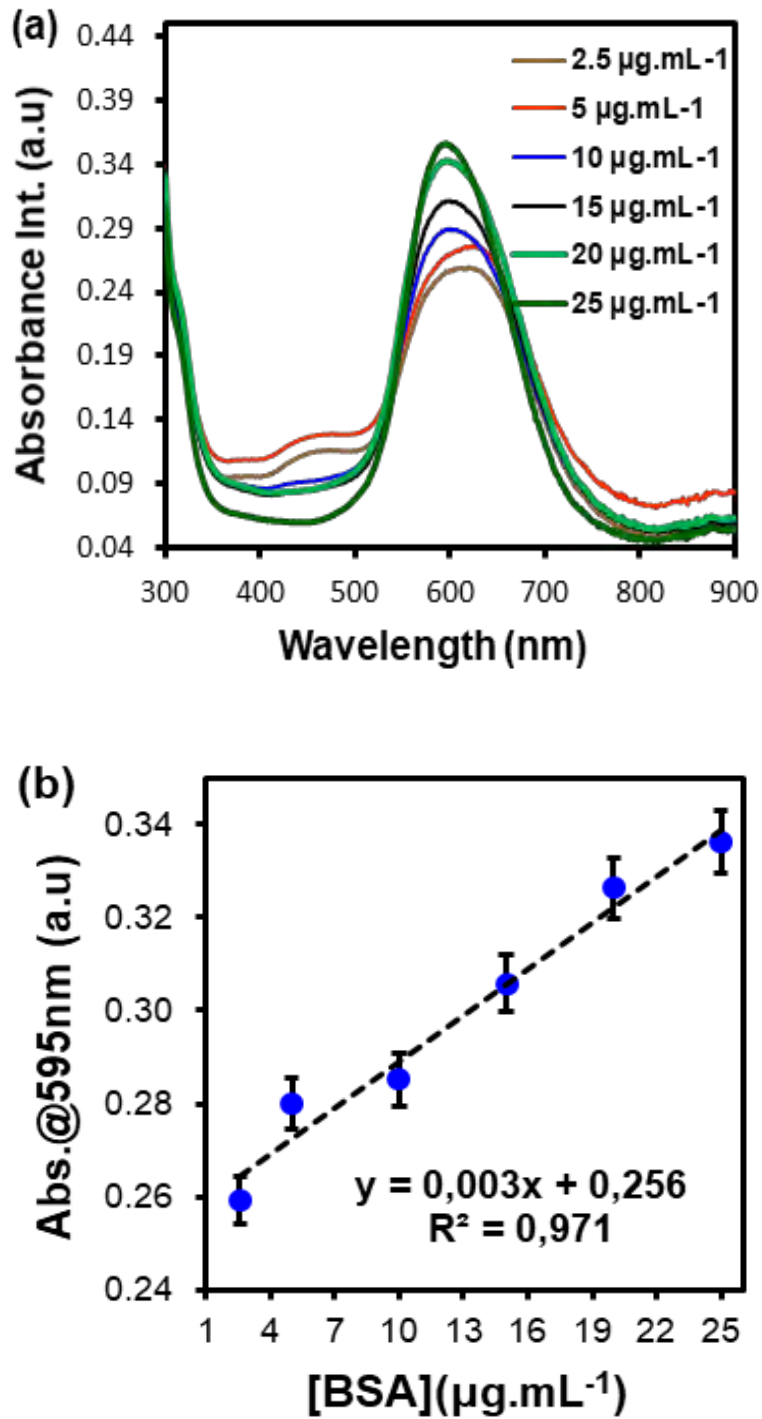 (a)
0.44
0.39
0.34
0.29
0.24
0.19
0.14
0.09
0.04
Absorbance Int. (a.u)
2.5 µg.mL-1
5 µg.mL-1
10 µg.mL-1
15 µg.mL-1
20 µg.mL-1
25 µg.mL-1
300 400 500 600 700 800 900
Wavelength (nm)
(b)
0.34
0.32
0.30
0.28
0.26
0.24
Abs.@595nm (a.u)
y = 0,003x + 0,256
R² = 0,971
1 4 7 10 13 16 19 22 25
[BSA](µg.mL⁻¹)